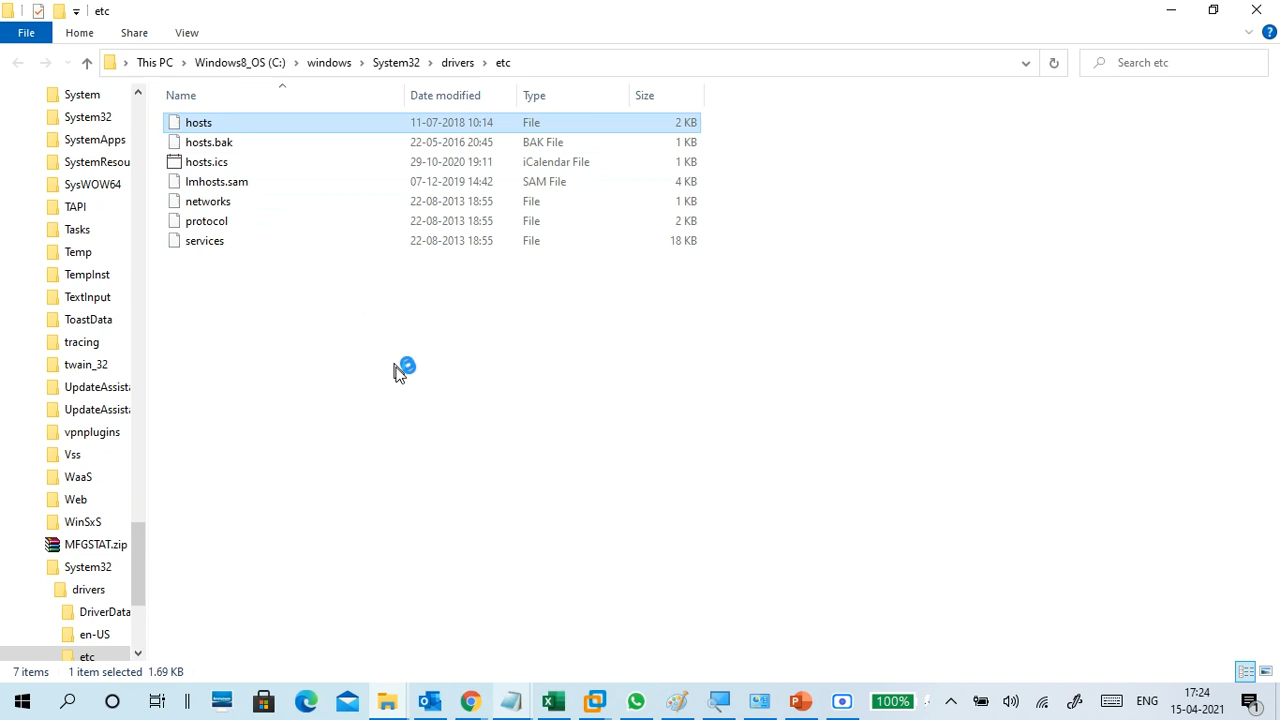 etc
File Home Share View
This PC Windows8_OS (C:) windows System32 drivers etc Search etc
System
System32
SystemApps
SystemResou
SysWOW64
TAPI
Tasks
Temp
TempInst
TextInput
ToastData
tracing
twain_32
UpdateAssista
UpdateAssista
vpnplugins
Vss
WaaS
Web
WinSxS
MFGSTAT.zip
System32
drivers
DriverData
en-US
etc
Name Date modified Type Size
hosts 11-07-2018 10:14 File 2 KB
hosts.bak 22-05-2016 20:45 BAK File 1 KB
hosts.ics 29-10-2020 19:11 iCalendar File 1 KB
lmhosts.sam 07-12-2019 14:42 SAM File 4 KB
networks 22-08-2013 18:55 File 1 KB
protocol 22-08-2013 18:55 File 2 KB
services 22-08-2013 18:55 File 18 KB
7 items 1 item selected 1.69 KB
100% ENG 17:24
15-04-2021